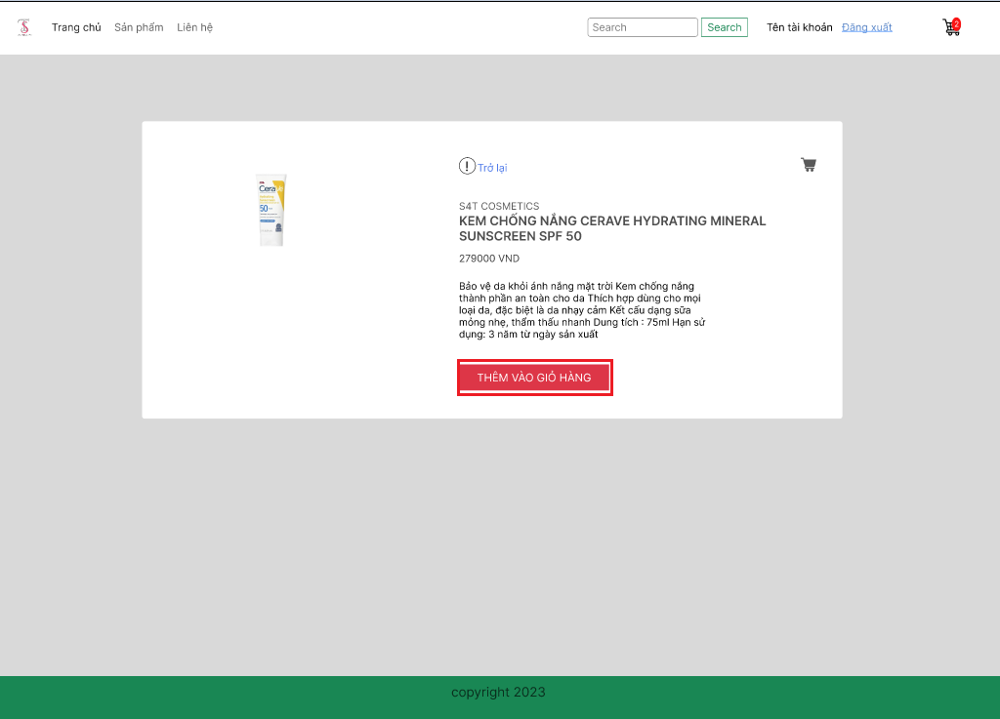 Trang chủ Sản phẩm Liên hệ Search Search Tên tài khoản Đăng xuất 2
Trở lại
S4T COSMETICS
KEM CHỐNG NẮNG CERAVE HYDRATING MINERAL
SUNSCREEN SPF 50
279000 VND
Cera
50
Bảo vệ da khỏi ánh nắng mặt trời Kem chống nắng
thành phần an toàn cho da Thích hợp dùng cho mọi
loại da, đặc biệt là da nhạy cảm Kết cấu dạng sữa
mỏng nhẹ, thẩm thấu nhanh Dung tích : 75ml Hạn sử
dụng: 3 năm từ ngày sản xuất
THÊM VÀO GIỎ HÀNG
copyright 2023